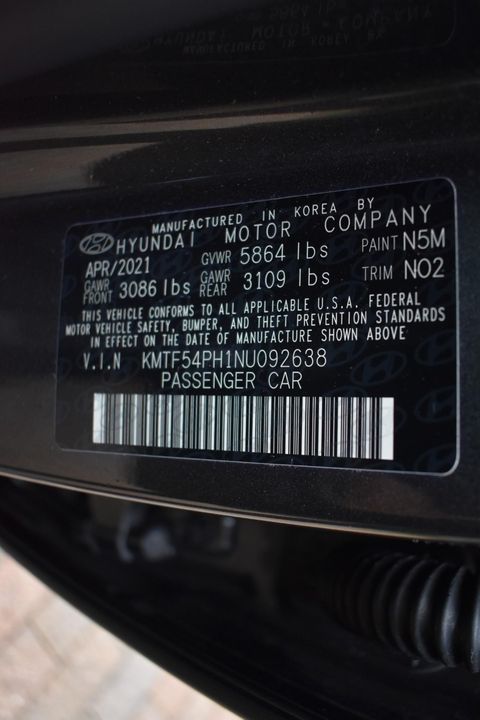 MANUFACTURED IN KOREA BY
HYUNDAI MOTOR COMPANY
APR/2021 GVWR 5864 lbs PAINT N5M
GAWR FRONT 3086 lbs GAWR REAR 3109 lbs TRIM NO2
THIS VEHICLE CONFORMS TO ALL APPLICABLE U.S.A. FEDERAL
MOTOR VEHICLE SAFETY, BUMPER, AND THEFT PREVENTION STANDARDS
IN EFFECT ON THE DATE OF MANUFACTURE SHOWN ABOVE
V.I.N KMTF54PH1NU092638
PASSENGER CAR